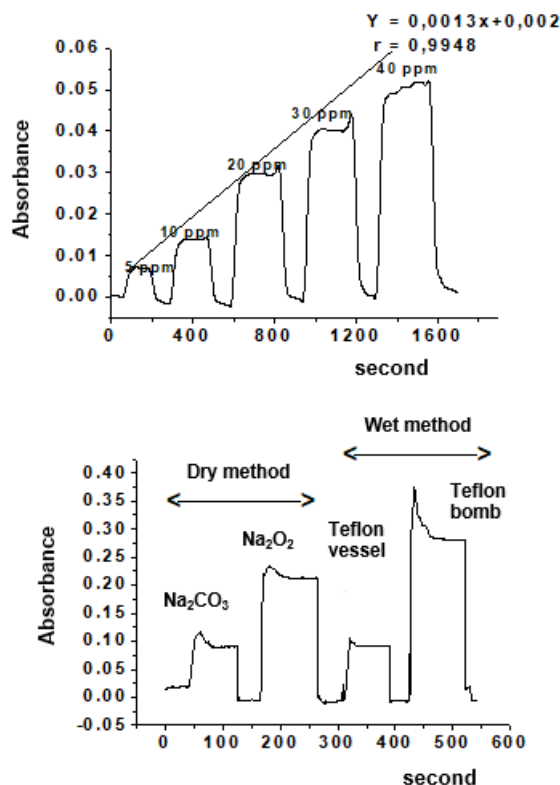 Y = 0,0013x+0,002
r = 0,9948
0.06
0.05
0.04
0.03
0.02
0.01
0.00
Absorbance
5 ppm
10 ppm
20 ppm
30 ppm
40 ppm
0
400
800
1200
1600
second
Wet method
Dry method
Teflon
bomb
Na₂O₂
Teflon
vessel
Na₂CO₃
0.40
0.35
0.30
0.25
0.20
0.15
0.10
0.05
0.00
-0.05
Absorbance
0
100
200
300
400
500
600
second